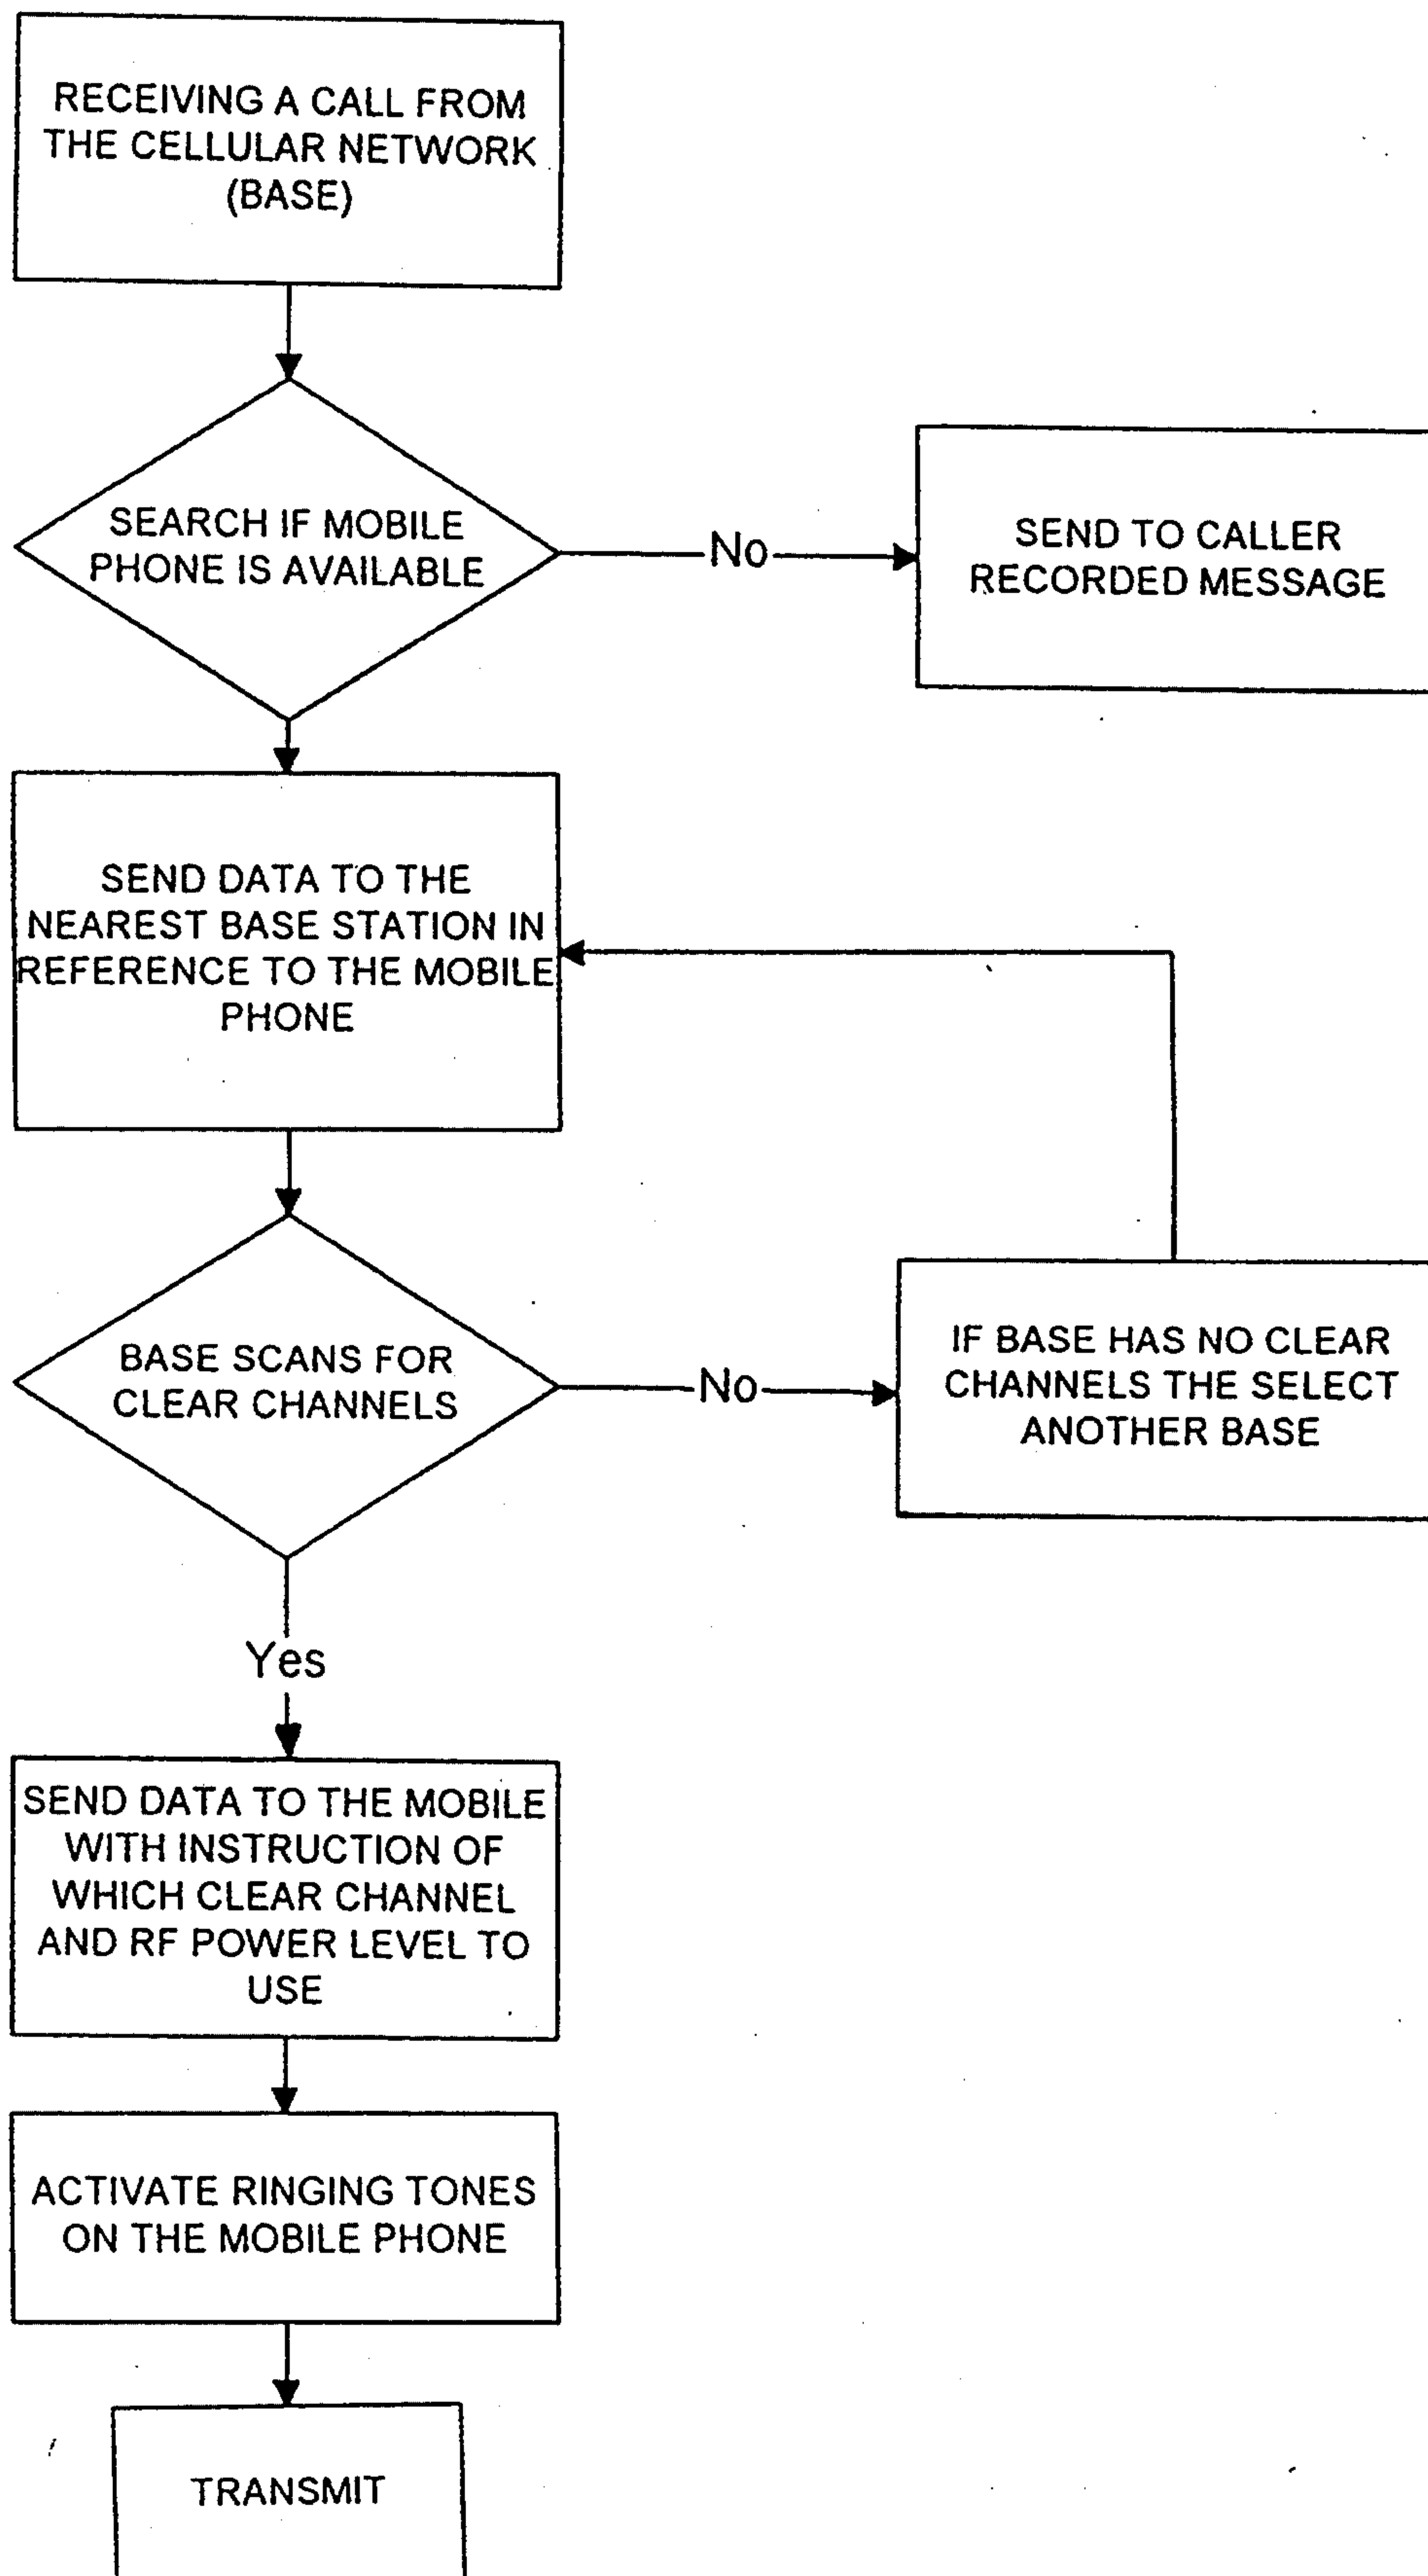 RECEIVING A CALL FROM
THE CELLULAR NETWORK
(BASE)
SEARCH IF MOBILE
PHONE IS AVAILABLE
No
SEND TO CALLER
RECORDED MESSAGE
SEND DATA TO THE
NEAREST BASE STATION IN
REFERENCE TO THE MOBILE
PHONE
BASE SCANS FOR
CLEAR CHANNELS
No
IF BASE HAS NO CLEAR
CHANNELS THE SELECT
ANOTHER BASE
Yes
SEND DATA TO THE MOBILE
WITH INSTRUCTION OF
WHICH CLEAR CHANNEL
AND RF POWER LEVEL TO
USE
ACTIVATE RINGING TONES
ON THE MOBILE PHONE
TRANSMIT